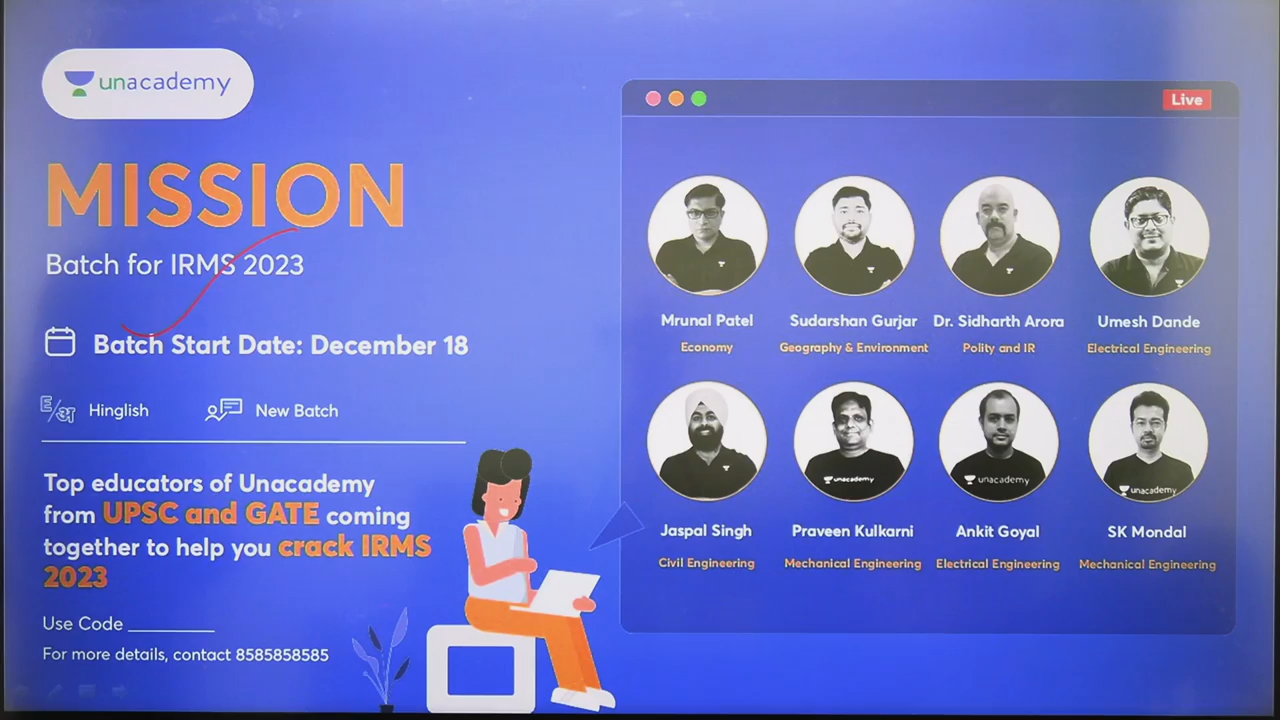 unacademy
MISSION
Batch for IRMS 2023
Batch Start Date: December 18
E/अ Hinglish New Batch
Top educators of Unacademy
from UPSC and GATE coming
together to help you crack IRMS
2023
Use Code
For more details, contact 8585858585
Live
Mrunal Patel Sudarshan Gurjar Dr. Sidharth Arora Umesh Dande
Economy Geography & Environment Polity and IR Electrical Engineering
unacademy unacademy unacademy
Jaspal Singh Praveen Kulkarni Ankit Goyal SK Mondal
Civil Engineering Mechanical Engineering Electrical Engineering Mechanical Engineering